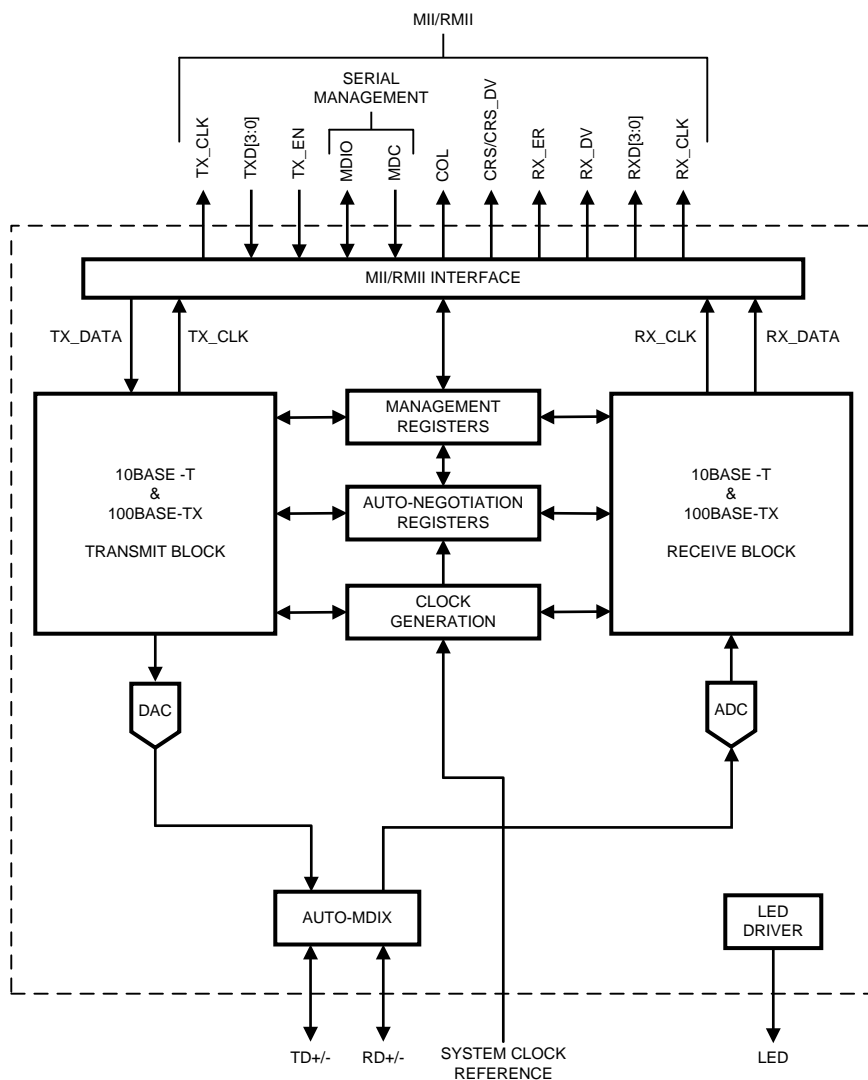 MII/RMII
SERIAL
MANAGEMENT
TX_CLK
TXD[3:0]
TX_EN
MDIO
MDC
COL
CRS/CRS_DV
RX_ER
RX_DV
RXD[3:0]
RX_CLK
MII/RMII INTERFACE
TX_DATA
TX_CLK
RX_CLK
RX_DATA
10BASE -T
&
100BASE-TX
TRANSMIT BLOCK
MANAGEMENT
REGISTERS
AUTO-NEGOTIATION
REGISTERS
CLOCK
GENERATION
10BASE -T
&
100BASE-TX
RECEIVE BLOCK
DAC
ADC
AUTO-MDIX
LED
DRIVER
TD+/-
RD+/-
SYSTEM CLOCK
REFERENCE
LED